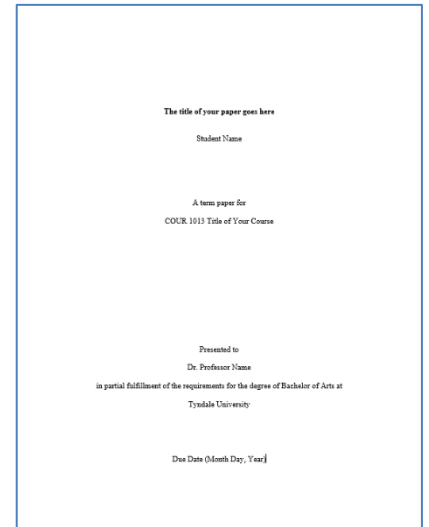 The title of your paper goes here
Student Name
A term paper for
COUR 1013 Title of Your Course
Presented to
Dr. Professor Name
in partial fulfillment of the requirements for the degree of Bachelor of Arts at
Tyndale University
Due Date (Month Day, Year)